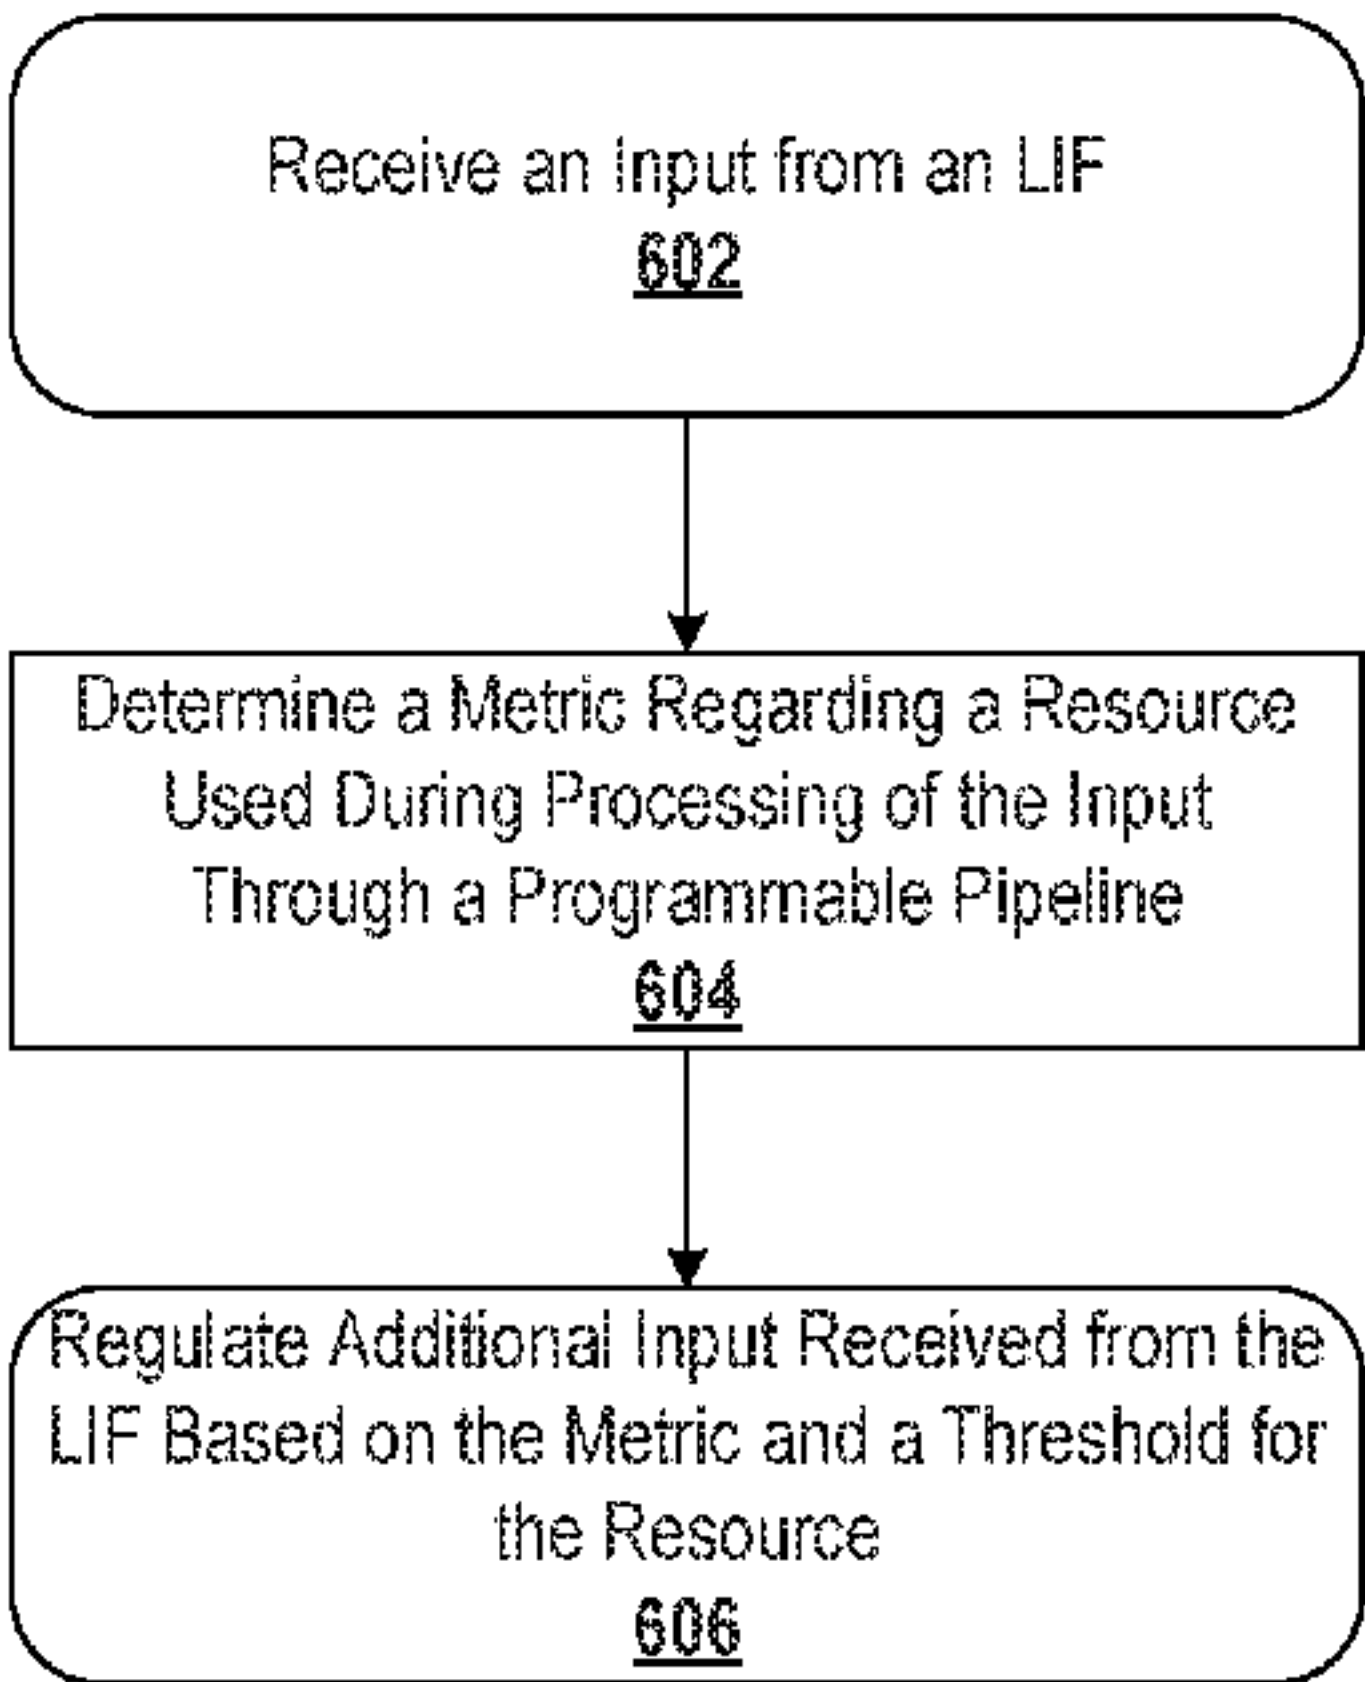 Receive an Input from an LIF
602
Determine a Metric Regarding a Resource
Used During Processing of the Input
Through a Programmable Pipeline
604
Regulate Additional Input Received from the
LIF Based on the Metric and a Threshold for
the Resource
606